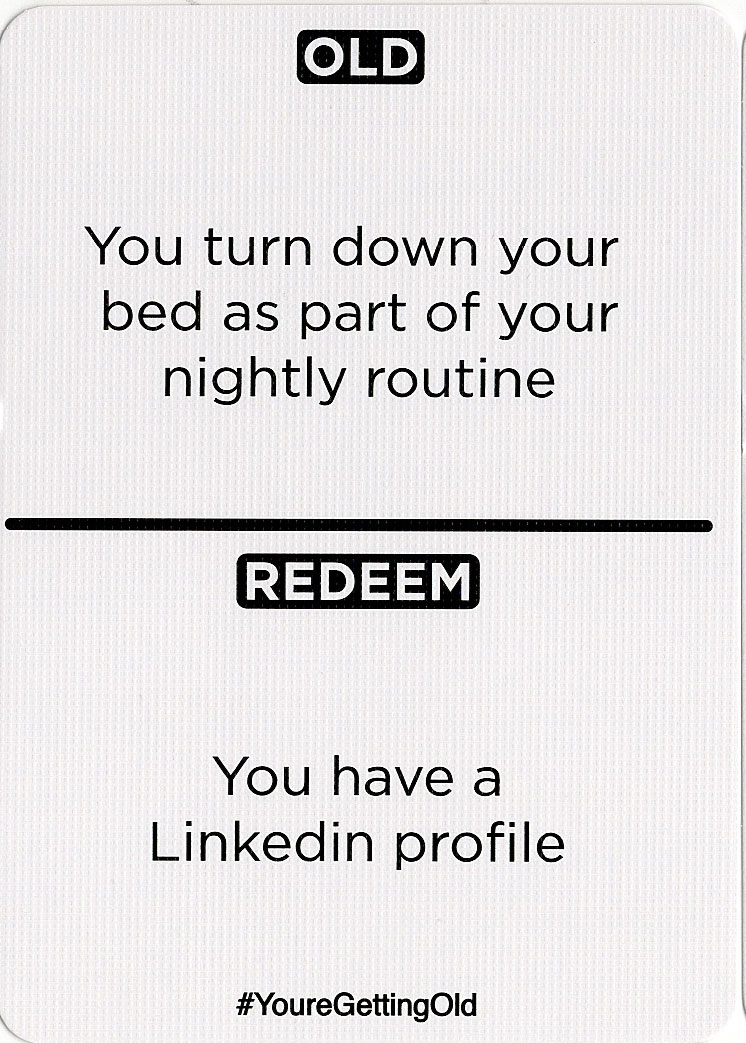 OLD
You turn down your
bed as part of your
nightly routine
REDEEM
You have a
Linkedin profile
#YoureGettingOld